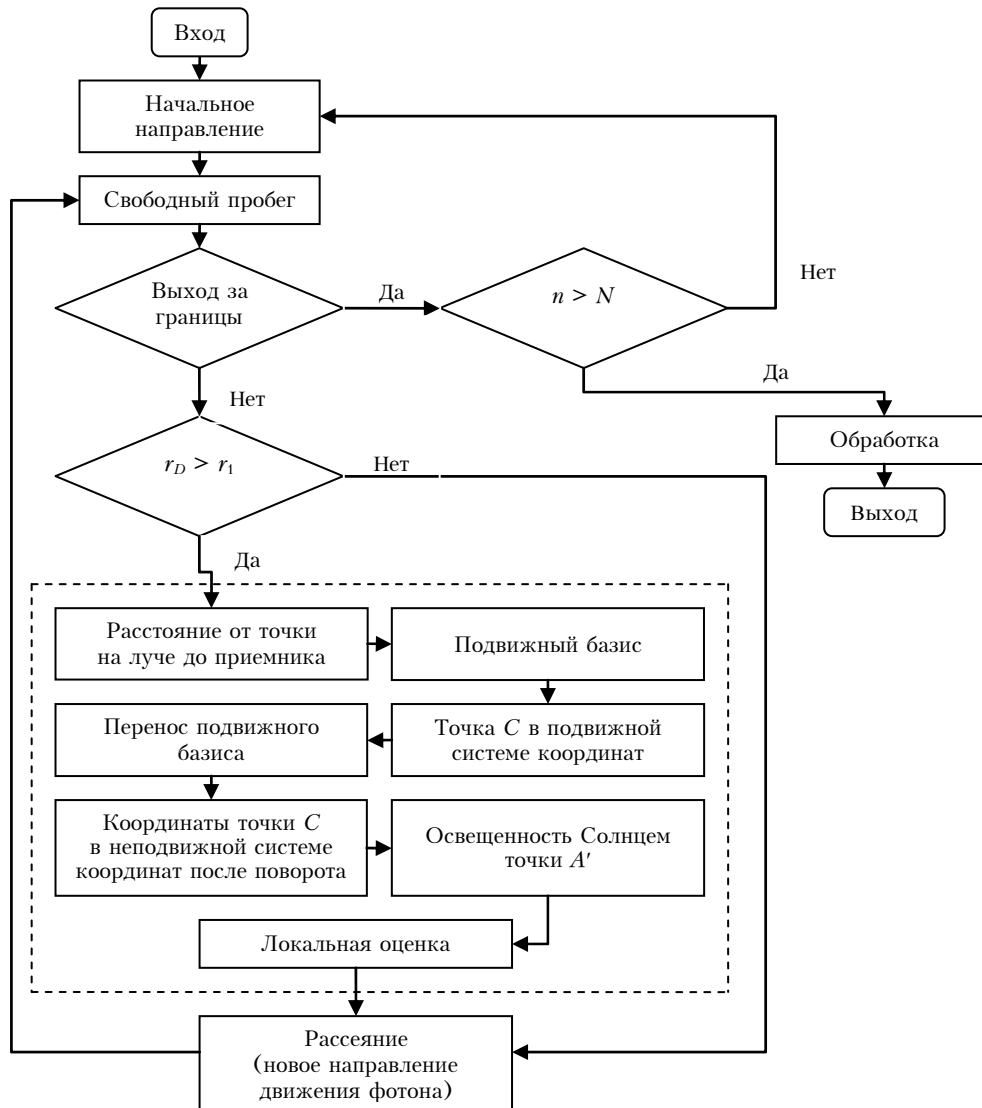 Вход
Начальное
направление
Свободный пробег
Выход за
границы
Да
n > N
Нет
Да
Нет
Обработка
Выход
r_D > r_1
Нет
Да
Расстояние от точки
на луче до приемника
Подвижный базис
Перенос подвижного
базиса
Точка C в подвижной
системе координат
Координаты точки C
в неподвижной системе
координат после поворота
Освещенность Солнцем
точки A′
Локальная оценка
Рассеяние
(новое направление
движения фотона)